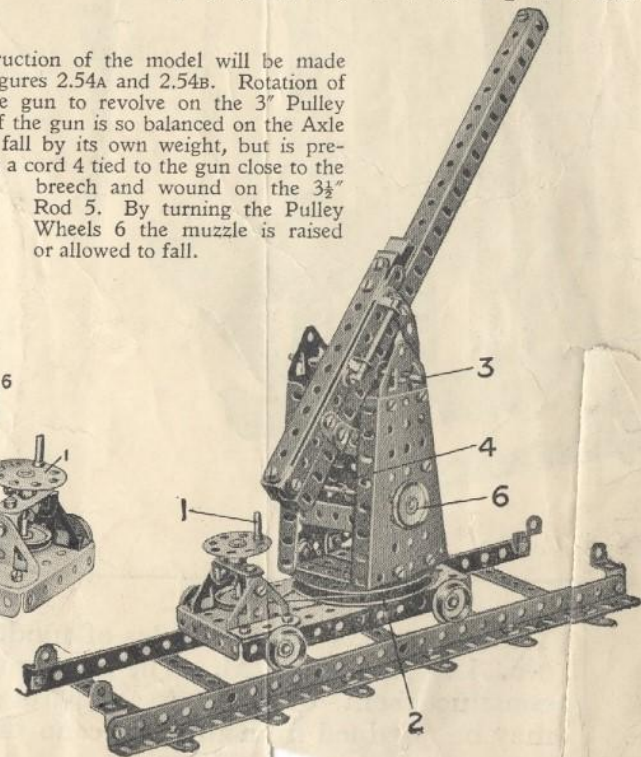 ruction of the model will be made
gures 2.54A and 2.54B. Rotation of
e gun to revolve on the 3″ Pulley
f the gun is so balanced on the Axle
fall by its own weight, but is pre-
a cord 4 tied to the gun close to the
breech and wound on the 3½″
Rod 5. By turning the Pulley
Wheels 6 the muzzle is raised
or allowed to fall.
3
6
1
4
6
1
2